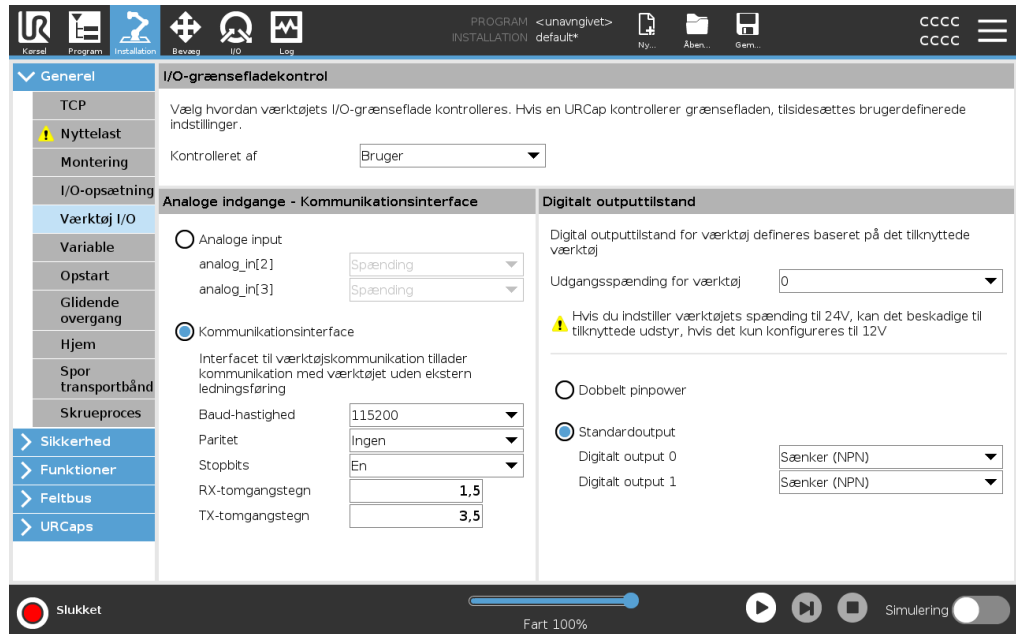 UR
PROGRAM <unavngivet>
INSTALLATION default*
Kørsel
Program
Installation
Bevæg
I/O
Log
Ny...
Åben...
Gem...
CCCC
CCCC
Generel
TCP
Nyttelast
Montering
I/O-opsætning
Værktøj I/O
Variable
Opstart
Glidende
overgang
Hjem
Spor
transportbånd
Skrueproces
Sikkerhed
Funktioner
Feltbus
URCaps
I/O-grænsefladekontrol
Vælg hvordan værktøjets I/O-grænseflade kontrolleres. Hvis en URCap kontrollerer grænsefladen, tilsidesættes brugerdefinerede
indstillinger.
Kontrolleret af Bruger
Analoge indgange - Kommunikationsinterface
Analoge input
analog_in[2] Spænding
analog_in[3] Spænding
Kommunikationsinterface
Interfacet til værktøjskommunikation tillader
kommunikation med værktøjet uden ekstern
ledningsføring
Baud-hastighed 115200
Paritet Ingen
Stopbits En
RX-tomgangstegn 1,5
TX-tomgangstegn 3,5
Digitalt outputtilstand
Digital outputtilstand for værktøj defineres baseret på det tilknyttede
værktøj
Udgangsspænding for værktøj 0
Hvis du indstiller værktøjets spænding til 24V, kan det beskadige til
tilknyttede udstyr, hvis det kun konfigureres til 12V
Dobbelt pinpower
Standardoutput
Digitalt output 0 Sænker (NPN)
Digitalt output 1 Sænker (NPN)
Slukket
Fart 100%
Simulering